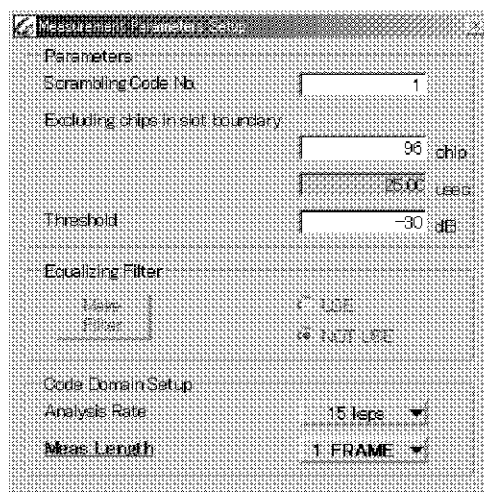 Measurement Parameter Setup
Parameters
Scrambling Code No. 1
Excluding chips in slot boundary
96 chip
25.00 usec
Threshold -30 dB
Equalizing Filter
Make Filter
USE
NOT USE
Code Domain Setup
Analysis Rate 15 ksps
Meas Length 1 FRAME